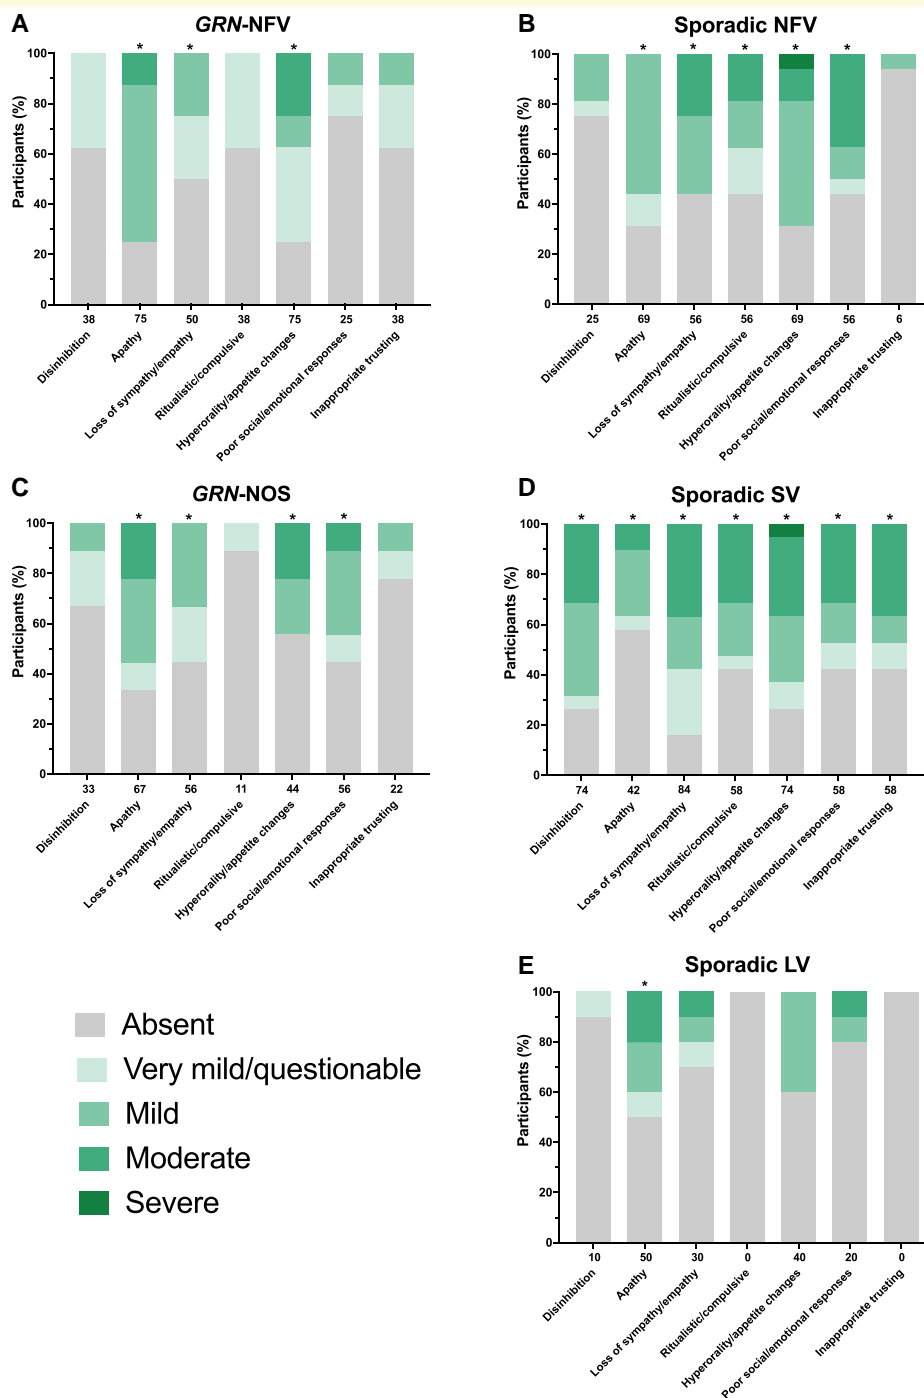 A
GRN-NFV
* * *
Participants (%)
100
80
60
40
20
0
38 75 50 38 75 25 38
Disinhibition
Apathy
Loss of sympathy/empathy
Ritualistic/compulsive
Hyperorality/appetite changes
Poor social/emotional responses
Inappropriate trusting
B
Sporadic NFV
* * * * *
Participants (%)
100
80
60
40
20
0
25 69 56 56 69 56 6
Disinhibition
Apathy
Loss of sympathy/empathy
Ritualistic/compulsive
Hyperorality/appetite changes
Poor social/emotional responses
Inappropriate trusting
C
GRN-NOS
* * * *
Participants (%)
100
80
60
40
20
0
33 67 56 11 44 56 22
Disinhibition
Apathy
Loss of sympathy/empathy
Ritualistic/compulsive
Hyperorality/appetite changes
Poor social/emotional responses
Inappropriate trusting
D
Sporadic SV
* * * * * * *
Participants (%)
100
80
60
40
20
0
74 42 84 58 74 58 58
Disinhibition
Apathy
Loss of sympathy/empathy
Ritualistic/compulsive
Hyperorality/appetite changes
Poor social/emotional responses
Inappropriate trusting
Absent
Very mild/questionable
Mild
Moderate
Severe
E
Sporadic LV
*
Participants (%)
100
80
60
40
20
0
10 50 30 0 40 20 0
Disinhibition
Apathy
Loss of sympathy/empathy
Ritualistic/compulsive
Hyperorality/appetite changes
Poor social/emotional responses
Inappropriate trusting